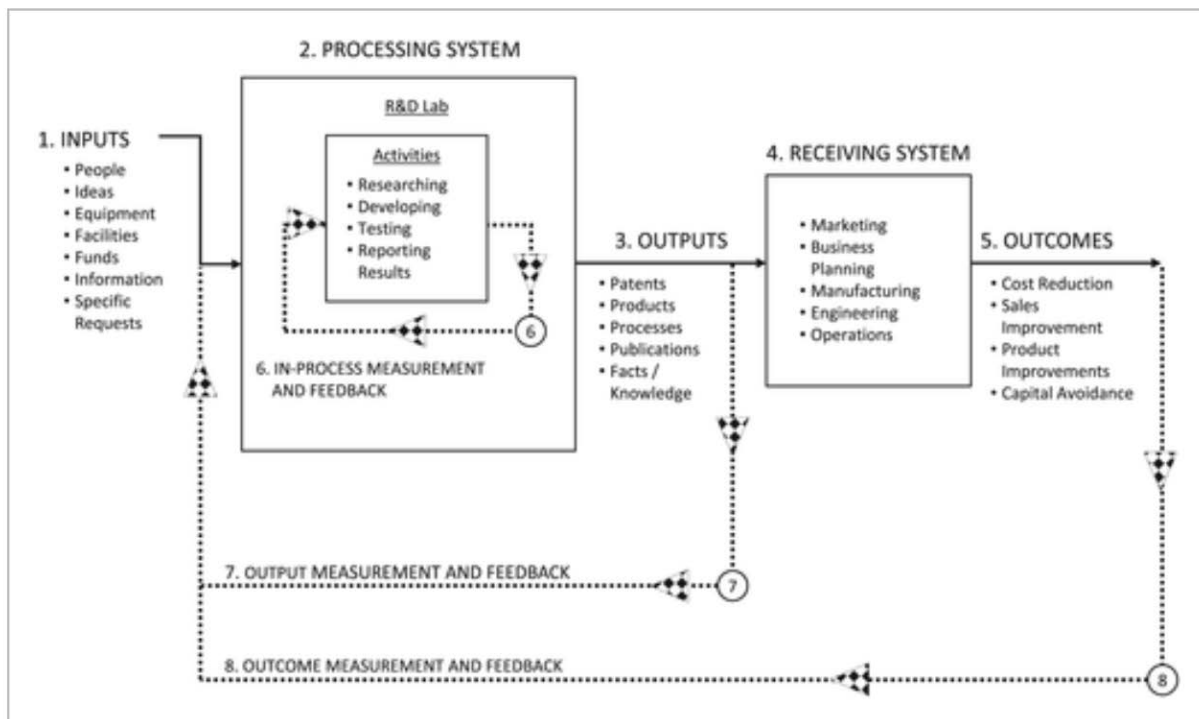 2. PROCESSING SYSTEM
R&D Lab
1. INPUTS
• People
• Ideas
• Equipment
• Facilities
• Funds
• Information
• Specific
Requests
Activities
• Researching
• Developing
• Testing
• Reporting
Results
6
6. IN-PROCESS MEASUREMENT
AND FEEDBACK
3. OUTPUTS
• Patents
• Products
• Processes
• Publications
• Facts /
Knowledge
4. RECEIVING SYSTEM
• Marketing
• Business
Planning
• Manufacturing
• Engineering
• Operations
5. OUTCOMES
• Cost Reduction
• Sales
Improvement
• Product
Improvements
• Capital Avoidance
7. OUTPUT MEASUREMENT AND FEEDBACK
7
8. OUTCOME MEASUREMENT AND FEEDBACK
8